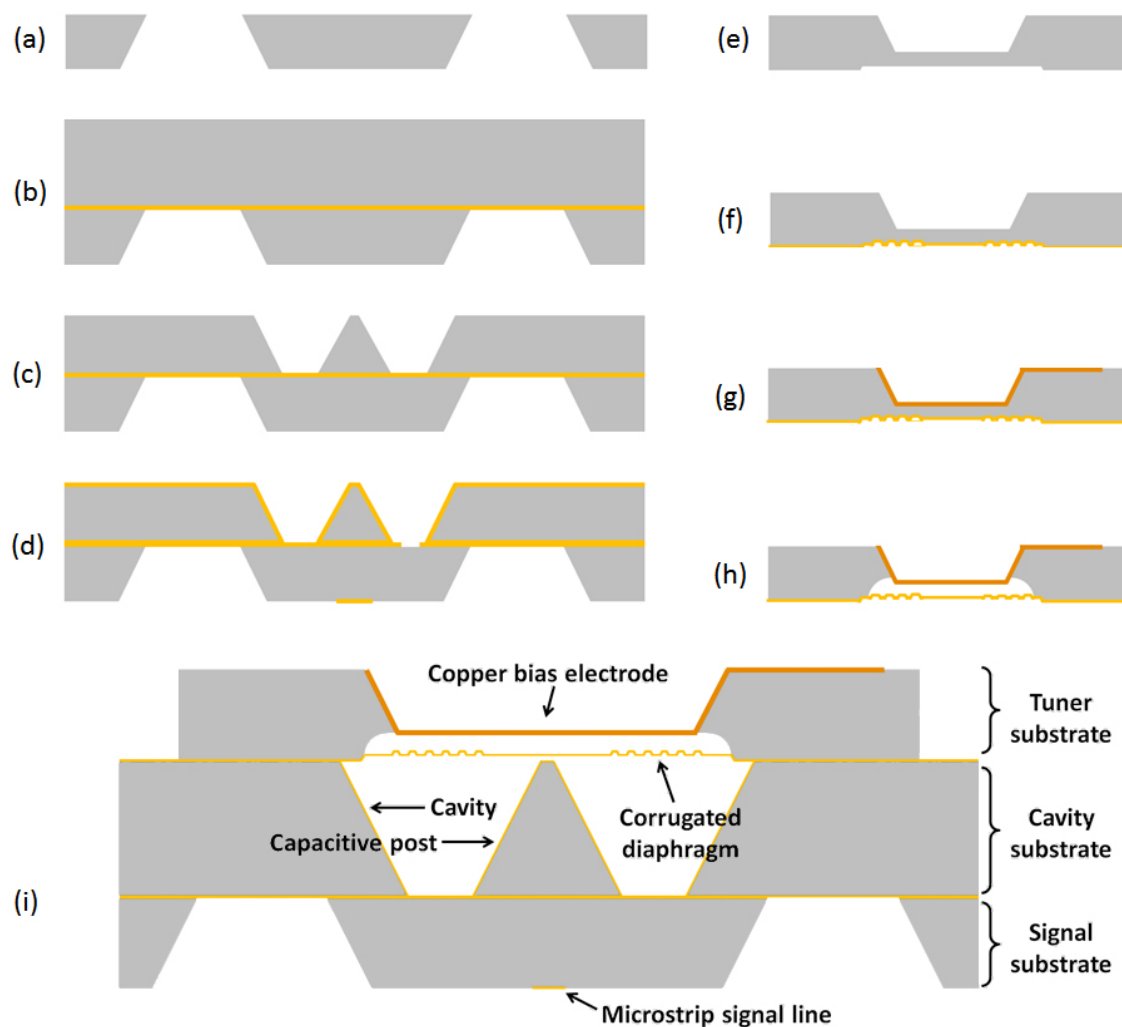 (a)
(b)
(c)
(d)
(e)
(f)
(g)
(h)
(i)
Copper bias electrode
Cavity
Capacitive post
Corrugated
diaphragm
Microstrip signal line
Tuner
substrate
Cavity
substrate
Signal
substrate